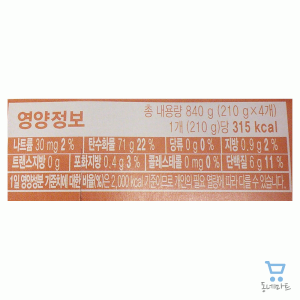 영양정보
총 내용량 840 g (210 g×4개)
1개 (210 g)당 315 kcal
나트륨 30 mg 2 % 탄수화물 71 g 22 % 당류 0 g 0 % 지방 0.9 g 2 %
트랜스지방 0 g 포화지방 0.4 g 3 % 콜레스테롤 0 mg 0 % 단백질 6 g 11 %
1일 영양성분 기준치에 대한 비율(%)은 2,000 kcal 기준이므로 개인의 필요 열량에 따라 다를 수 있습니다.
동네마트